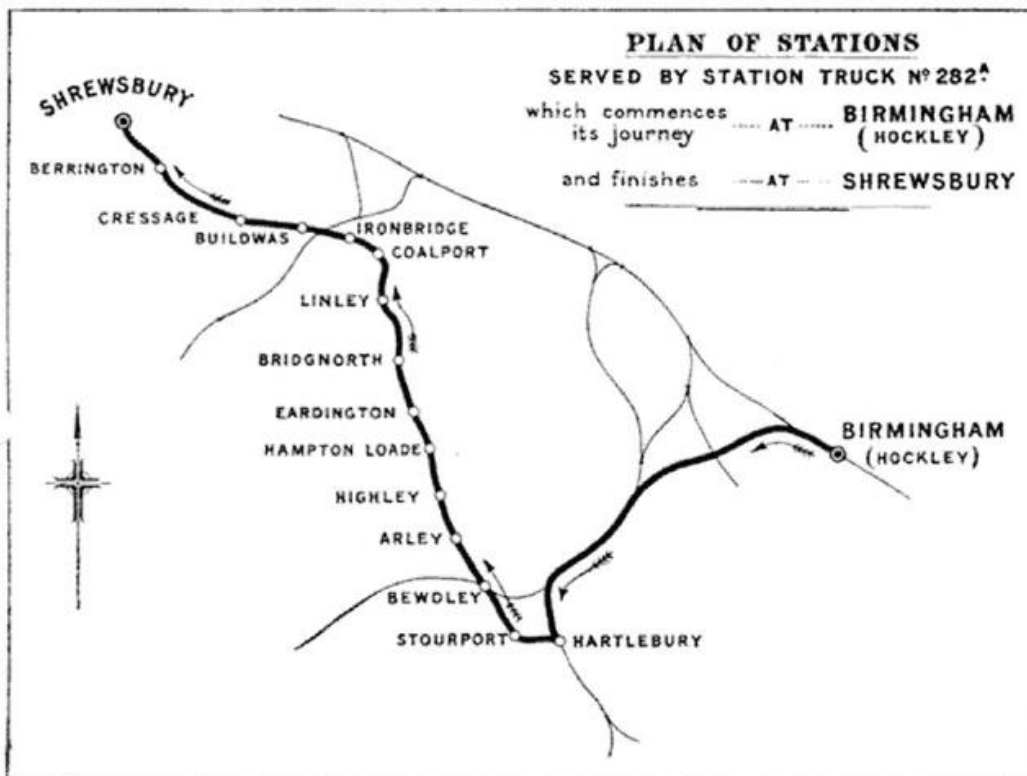 PLAN OF STATIONS
SERVED BY STATION TRUCK Nº 282A
which commences its journey AT BIRMINGHAM (HOCKLEY)
and finishes AT SHREWSBURY
SHREWSBURY
BERRINGTON
CRESSAGE
BUILDWAS
IRONBRIDGE
COALPORT
LINLEY
BRIDGNORTH
EARDINGTON
HAMPTON LOADE
HIGHLEY
ARLEY
BEWDLEY
STOURPORT
HARTLEBURY
BIRMINGHAM
(HOCKLEY)